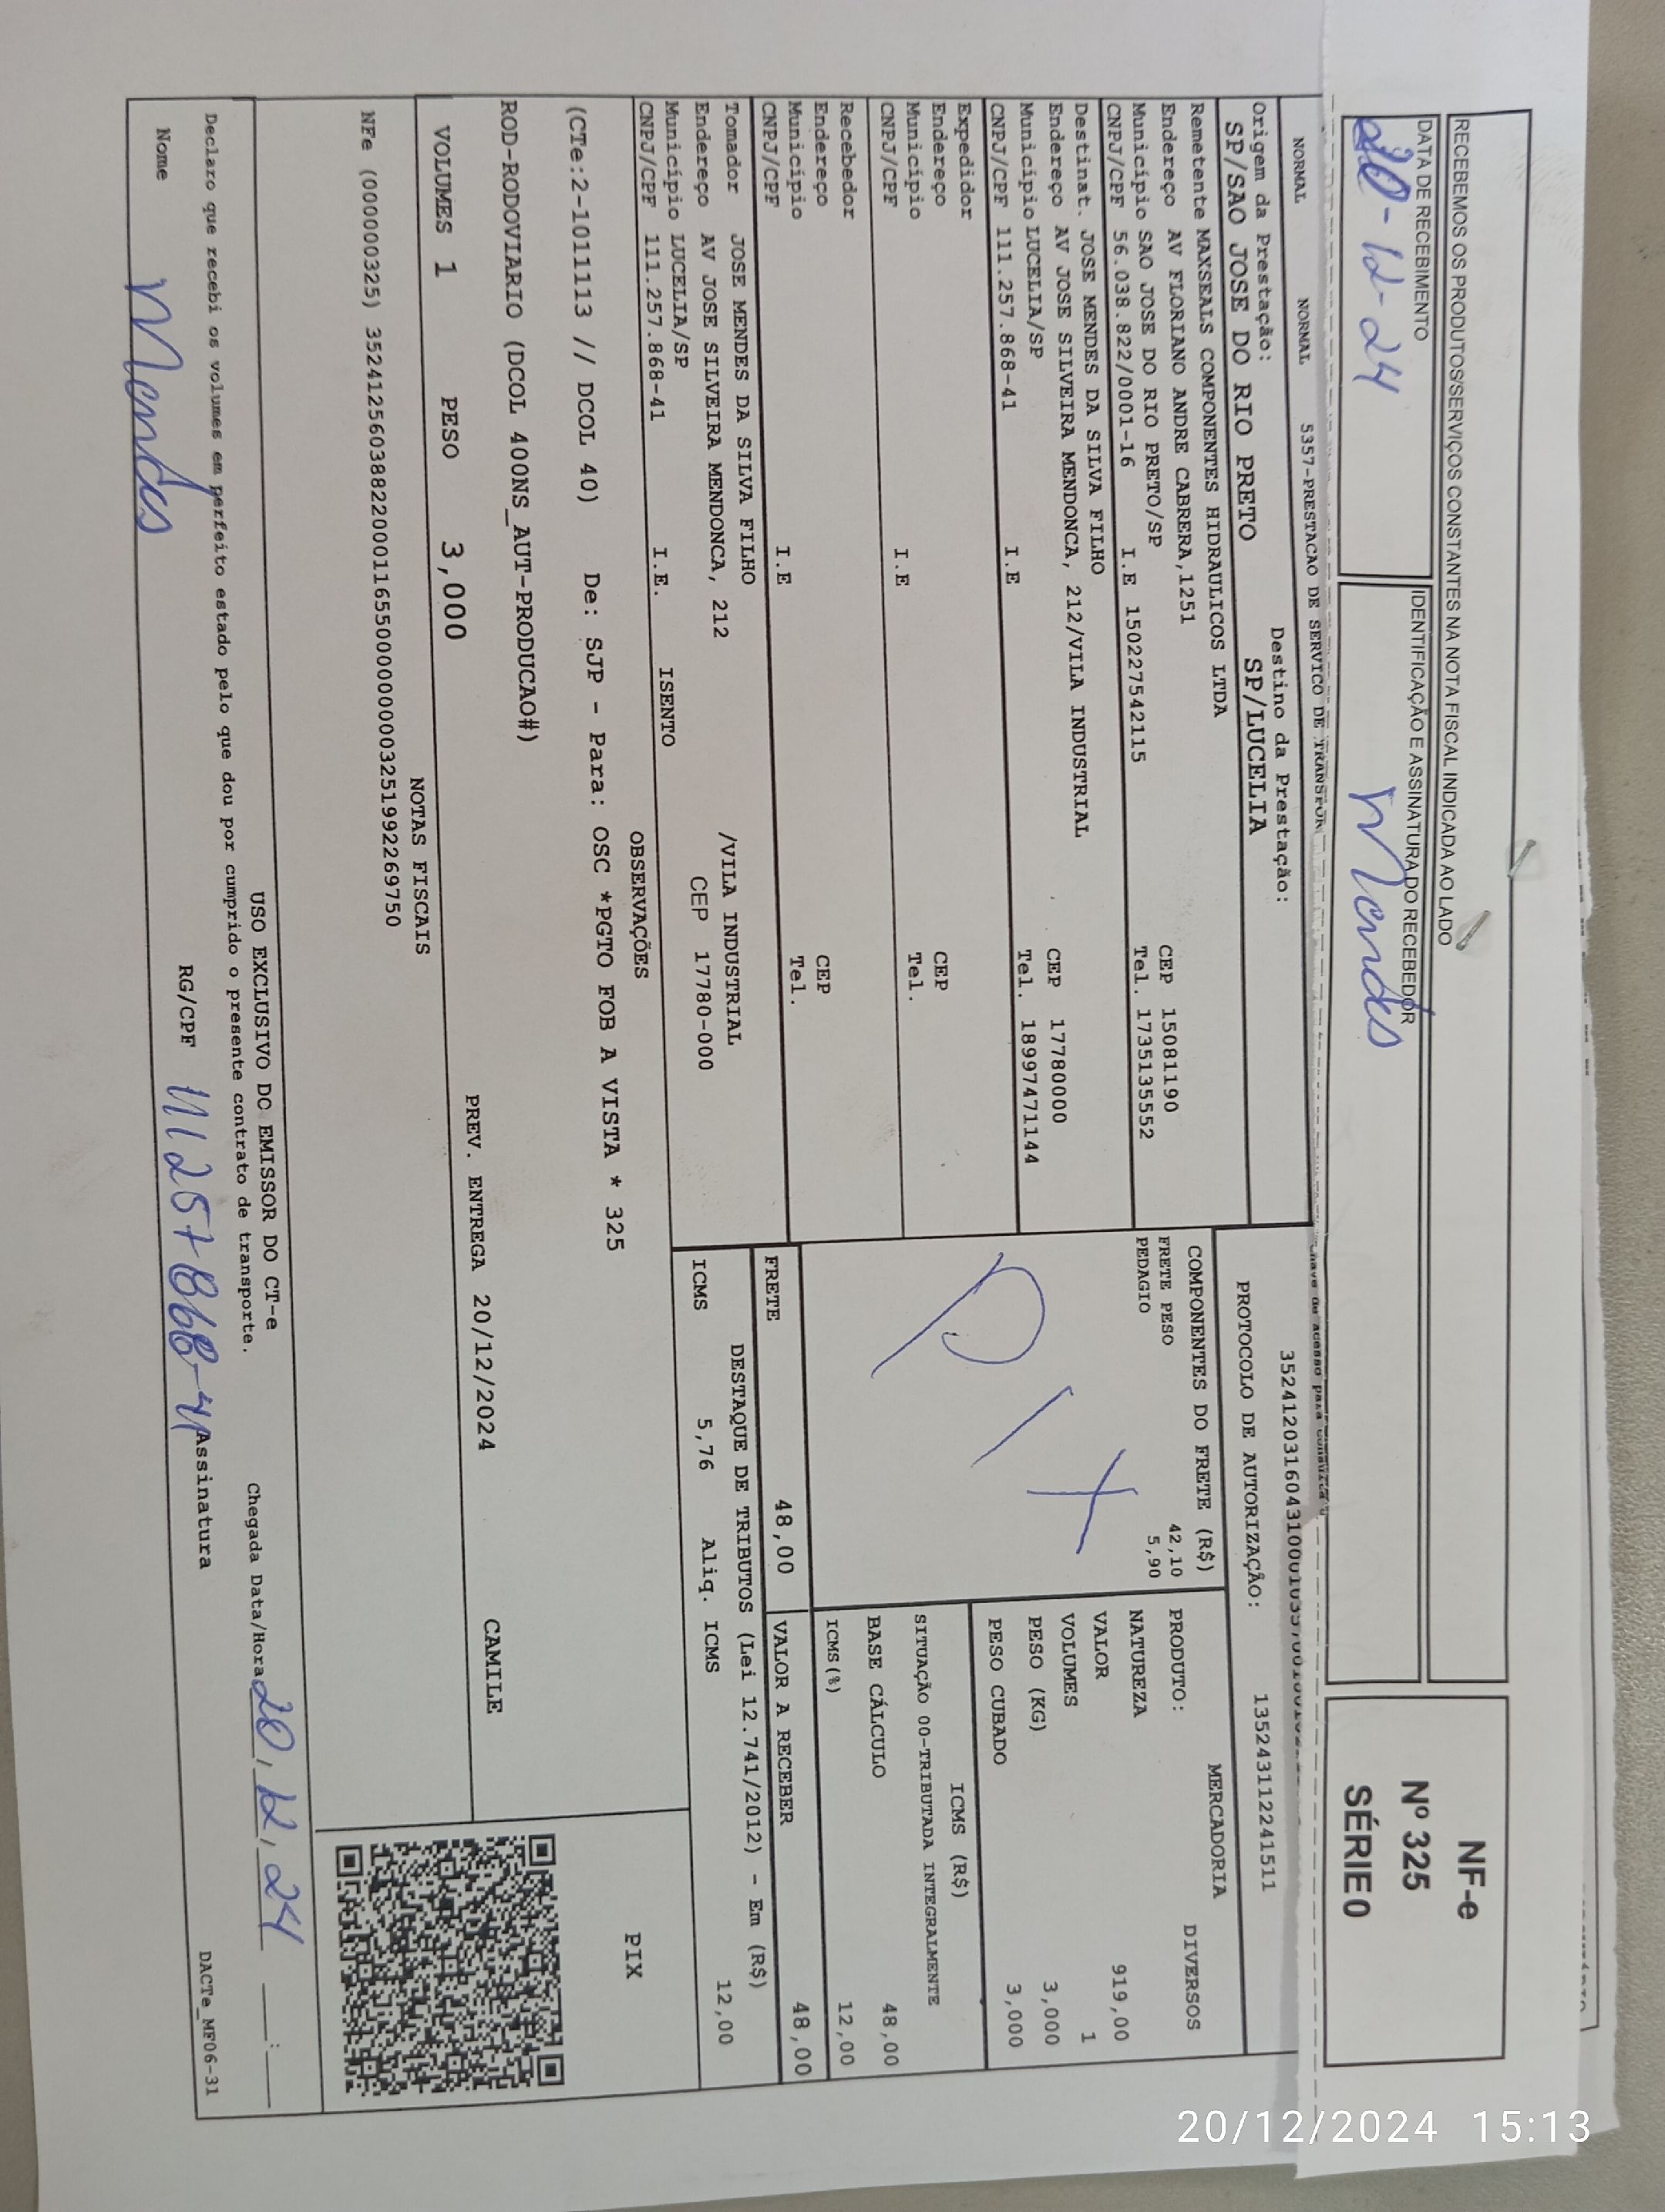 RECEBEMOS OS PRODUTOS/SERVIÇOS CONSTANTES NA NOTA FISCAL INDICADA AO LADO
DATA DE RECEBIMENTO
20-12-24
IDENTIFICAÇÃO E ASSINATURA DO RECEBEDOR
Mendes
NF-e
Nº 325
SÉRIE 0
NORMAL NORMAL 5357-PRESTACAO DE SERVICO DE TRANSPOR
Origem da Prestação: Destino da Prestação:
SP/SAO JOSE DO RIO PRETO SP/LUCELIA
PROTOCOLO DE AUTORIZAÇÃO: 135243112241511
Remetente MAXSEALS COMPONENTES HIDRAULICOS LTDA
Endereço AV FLORIANO ANDRE CABRERA,1251 CEP 15081190
Município SAO JOSE DO RIO PRETO/SP Tel. 1735135552
CNPJ/CPF 56.038.822/0001-16 I.E 150227542115
Destinat. JOSE MENDES DA SILVA FILHO
Endereço AV JOSE SILVEIRA MENDONCA, 212/VILA INDUSTRIAL CEP 17780000
Município LUCELIA/SP Tel. 18997471144
CNPJ/CPF 111.257.868-41 I.E
Expedidor
Endereço CEP
Município Tel.
CNPJ/CPF I.E
Recebedor
Endereço CEP
Município Tel.
CNPJ/CPF I.E
Tomador JOSE MENDES DA SILVA FILHO /VILA INDUSTRIAL
Endereço AV JOSE SILVEIRA MENDONCA, 212 CEP 17780-000
Município LUCELIA/SP
CNPJ/CPF 111.257.868-41 I.E. ISENTO
COMPONENTES DO FRETE (R$)
FRETE PESO 42,10
PEDAGIO 5,90
PIX
MERCADORIA
PRODUTO: DIVERSOS
NATUREZA
VALOR 919,00
VOLUMES 1
PESO (KG) 3,000
PESO CUBADO 3,000
ICMS (R$)
SITUAÇÃO 00-TRIBUTADA INTEGRALMENTE
BASE CÁLCULO 48,00
ICMS(%) 12,00
FRETE 48,00 VALOR A RECEBER 48,00
DESTAQUE DE TRIBUTOS (Lei 12.741/2012) - Em (R$)
ICMS 5,76 Aliq. ICMS 12,00
OBSERVAÇÕES
(CTe:2-1011113 // DCOL 40) De: SJP - Para: OSC *PGTO FOB A VISTA * 325
ROD-RODOVIARIO (DCOL 400NS_AUT-PRODUCAO#)
PIX
VOLUMES 1 PESO 3,000 PREV. ENTREGA 20/12/2024 CAMILE
NOTAS FISCAIS
NFe (000000325)
USO EXCLUSIVO DO EMISSOR DO CT-e
Declaro que recebi os volumes em perfeito estado pelo que dou por cumprido o presente contrato de transporte.
Chegada Data/Hora 20/12/24 __:__
Nome Mendes RG/CPF 111257868-41 Assinatura
DACTe_MF06-31
20/12/2024 15:13